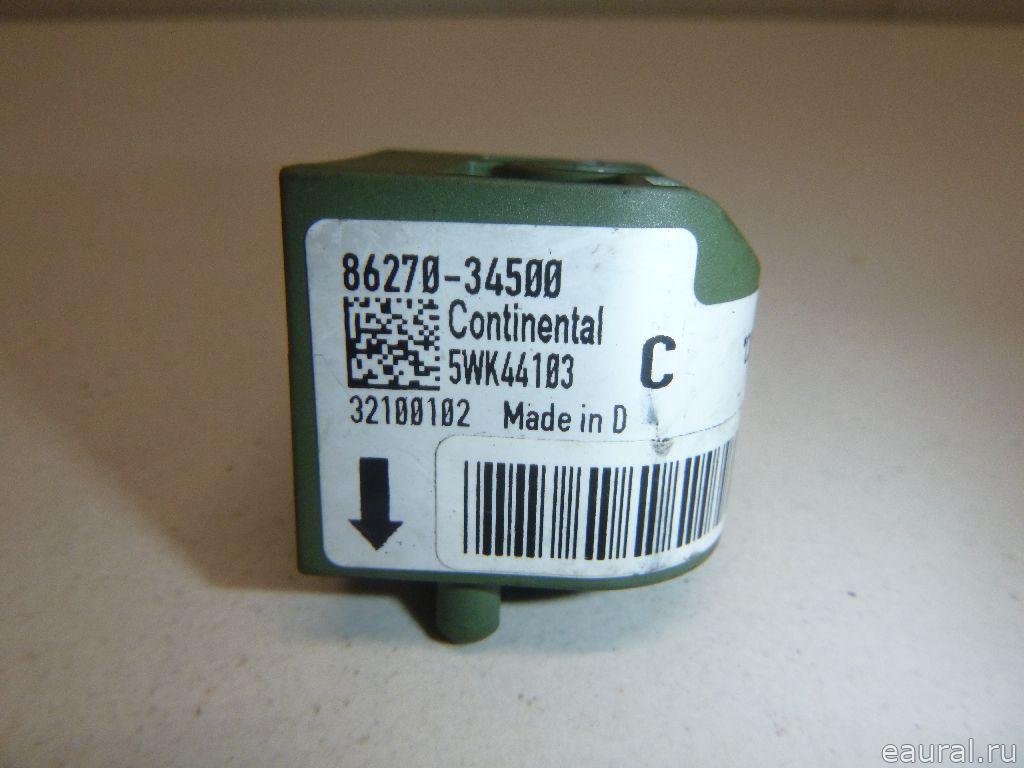 86270-34500
Continental
5WK44103
C
32100102 Made in D
eaural.ru